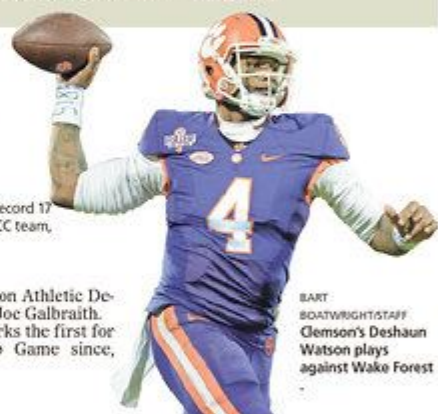 ecord 17
CC team,
on Athletic De-
Joe Galbraith.
rks the first for
Game since,
4
BART
BOATWRIGHT/STAFF
Clemson's Deshaun
Watson plays
against Wake Forest
.